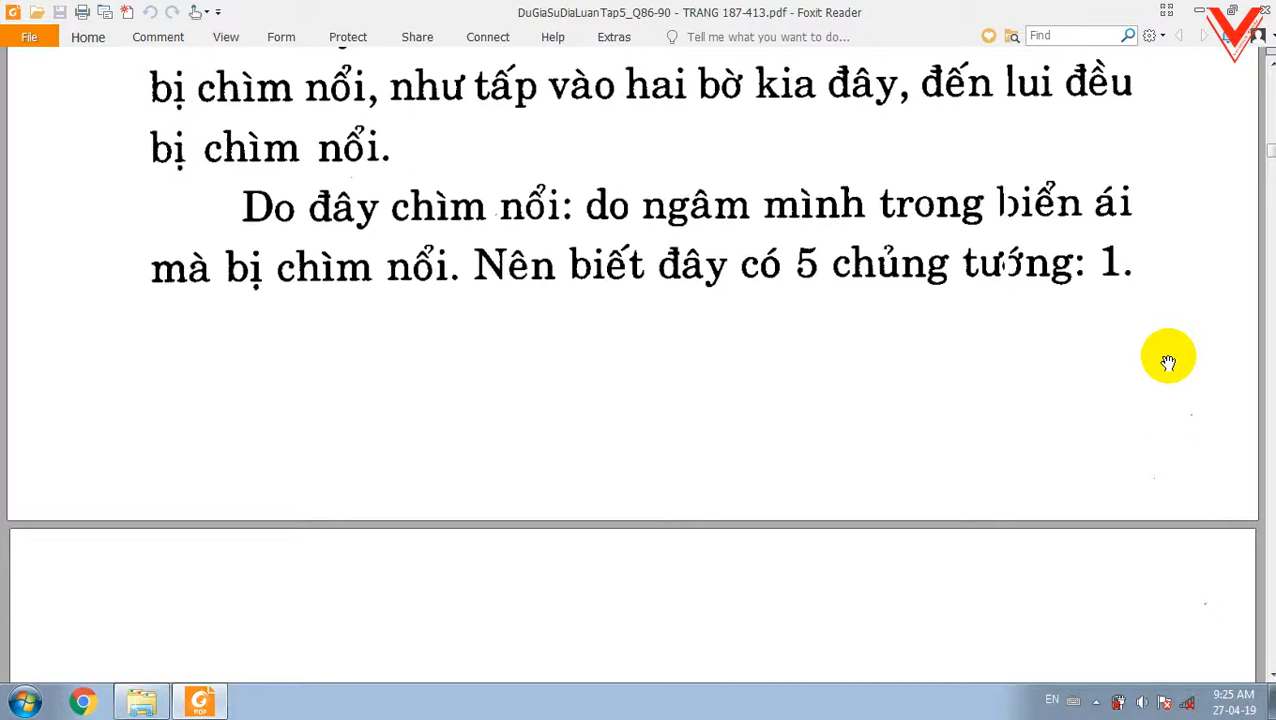 DuGiaSuDiaLuanTap5_Q86-90 - TRANG 187-413.pdf - Foxit Reader
File Home Comment View Form Protect Share Connect Help Extras Tell me what you want to do... Find
bị chìm nổi, như tấp vào hai bờ kia đây, đến lui đều
bị chìm nổi.
Do đây chìm nổi: do ngâm mình trong biển ái
mà bị chìm nổi. Nên biết đây có 5 chủng tướng: 1.
PDF
EN
9:25 AM
27-04-19